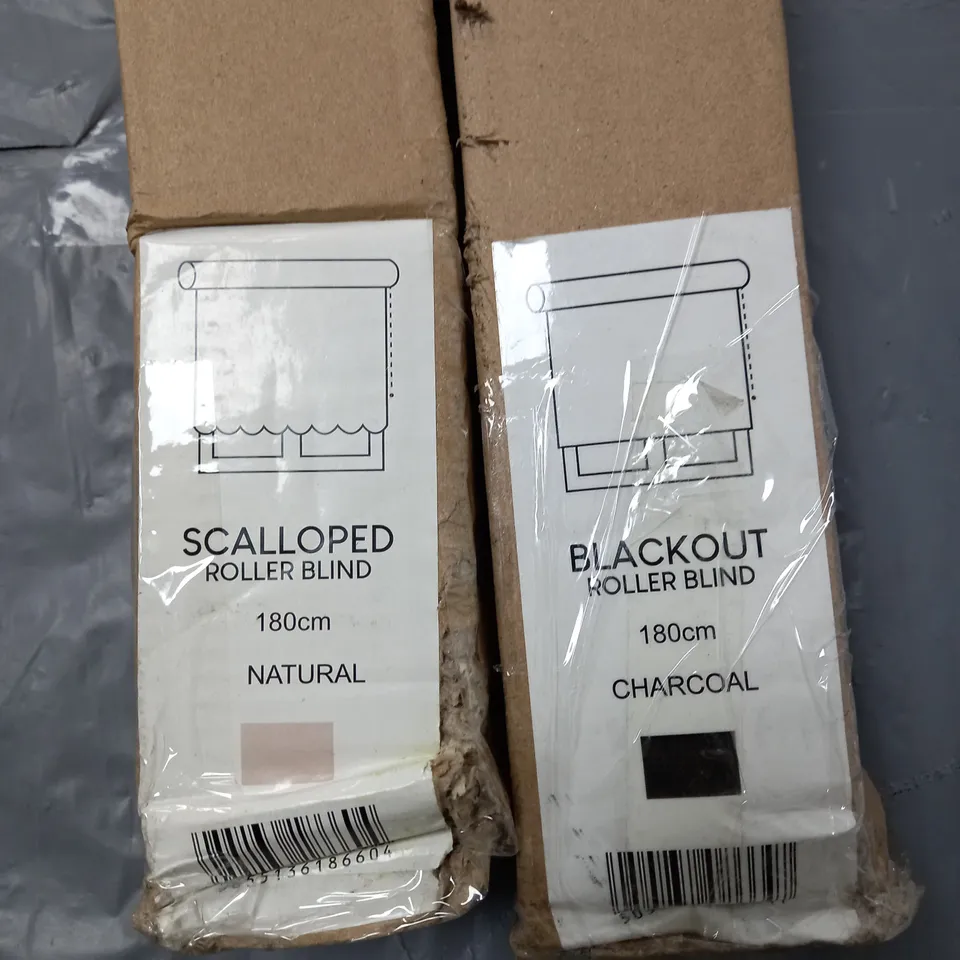 SCALLOPED
ROLLER BLIND
180cm
NATURAL
BLACKOUT
ROLLER BLIND
180cm
CHARCOAL